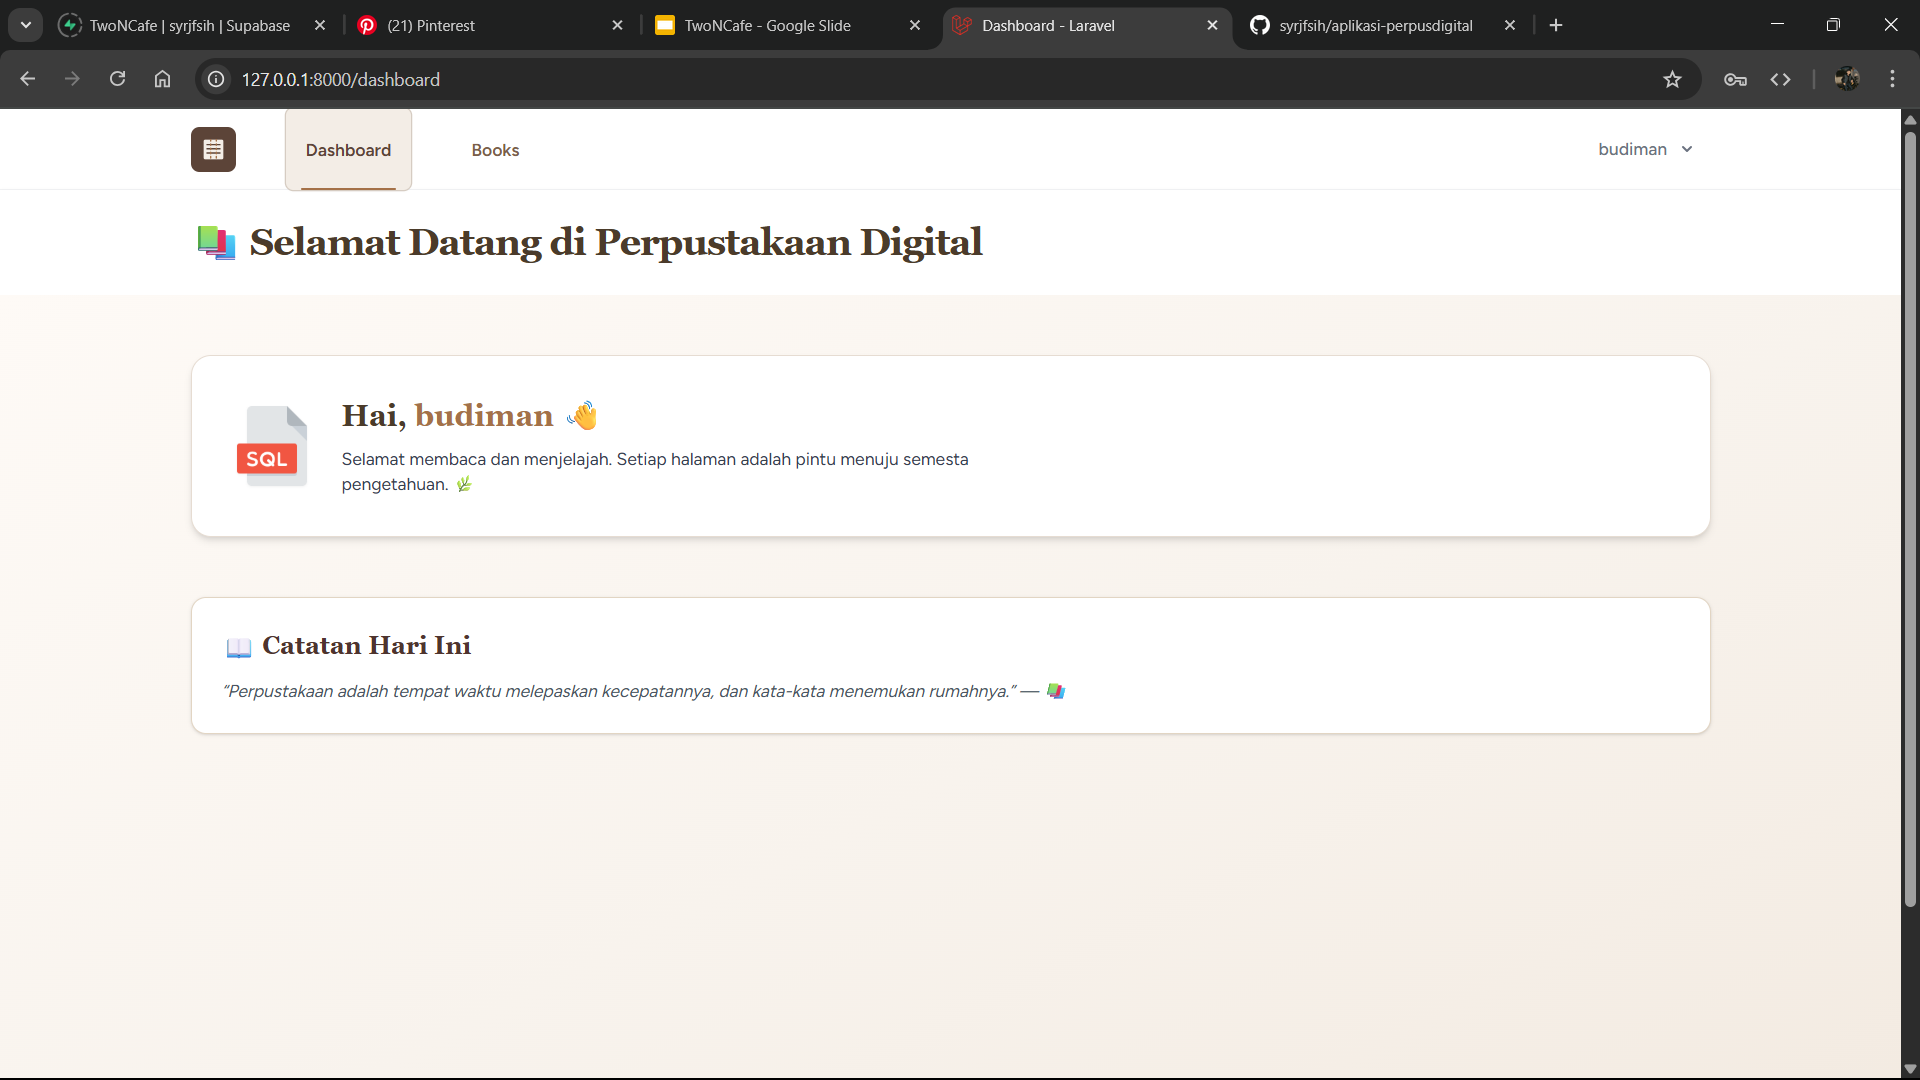 TwoNCafe | syrjfsih | Supabase
(21) Pinterest
TwoNCafe - Google Slide
Dashboard - Laravel
syrjfsih/aplikasi-perpusdigital
127.0.0.1:8000/dashboard
Dashboard
Books
budiman
📚 Selamat Datang di Perpustakaan Digital
SQL
Hai, budiman 👋
Selamat membaca dan menjelajah. Setiap halaman adalah pintu menuju semesta
pengetahuan. 🌿
📖 Catatan Hari Ini
“Perpustakaan adalah tempat waktu melepaskan kecepatannya, dan kata-kata menemukan rumahnya.” — 📚